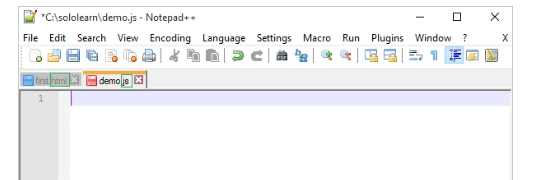 *C:\sololearn\demo.js - Notepad++
File Edit Search View Encoding Language Settings Macro Run Plugins Window ? X
first.html demo.js
1